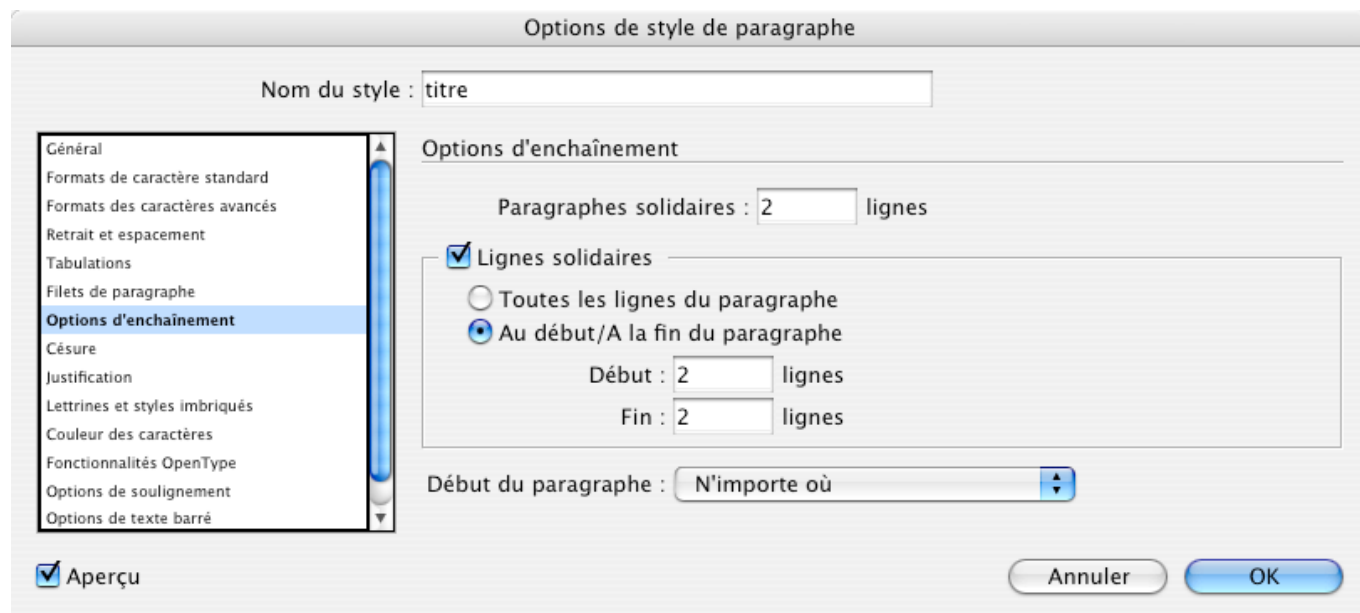 Options de style de paragraphe
Nom du style : titre
Général
Formats de caractère standard
Formats des caractères avancés
Retrait et espacement
Tabulations
Filets de paragraphe
Options d'enchaînement
Césure
Justification
Lettrines et styles imbriqués
Couleur des caractères
Fonctionnalités OpenType
Options de soulignement
Options de texte barré
Options d'enchaînement
Paragraphes solidaires : 2 lignes
Lignes solidaires
Toutes les lignes du paragraphe
Au début/A la fin du paragraphe
Début : 2 lignes
Fin : 2 lignes
Début du paragraphe : N'importe où
Aperçu
Annuler
OK